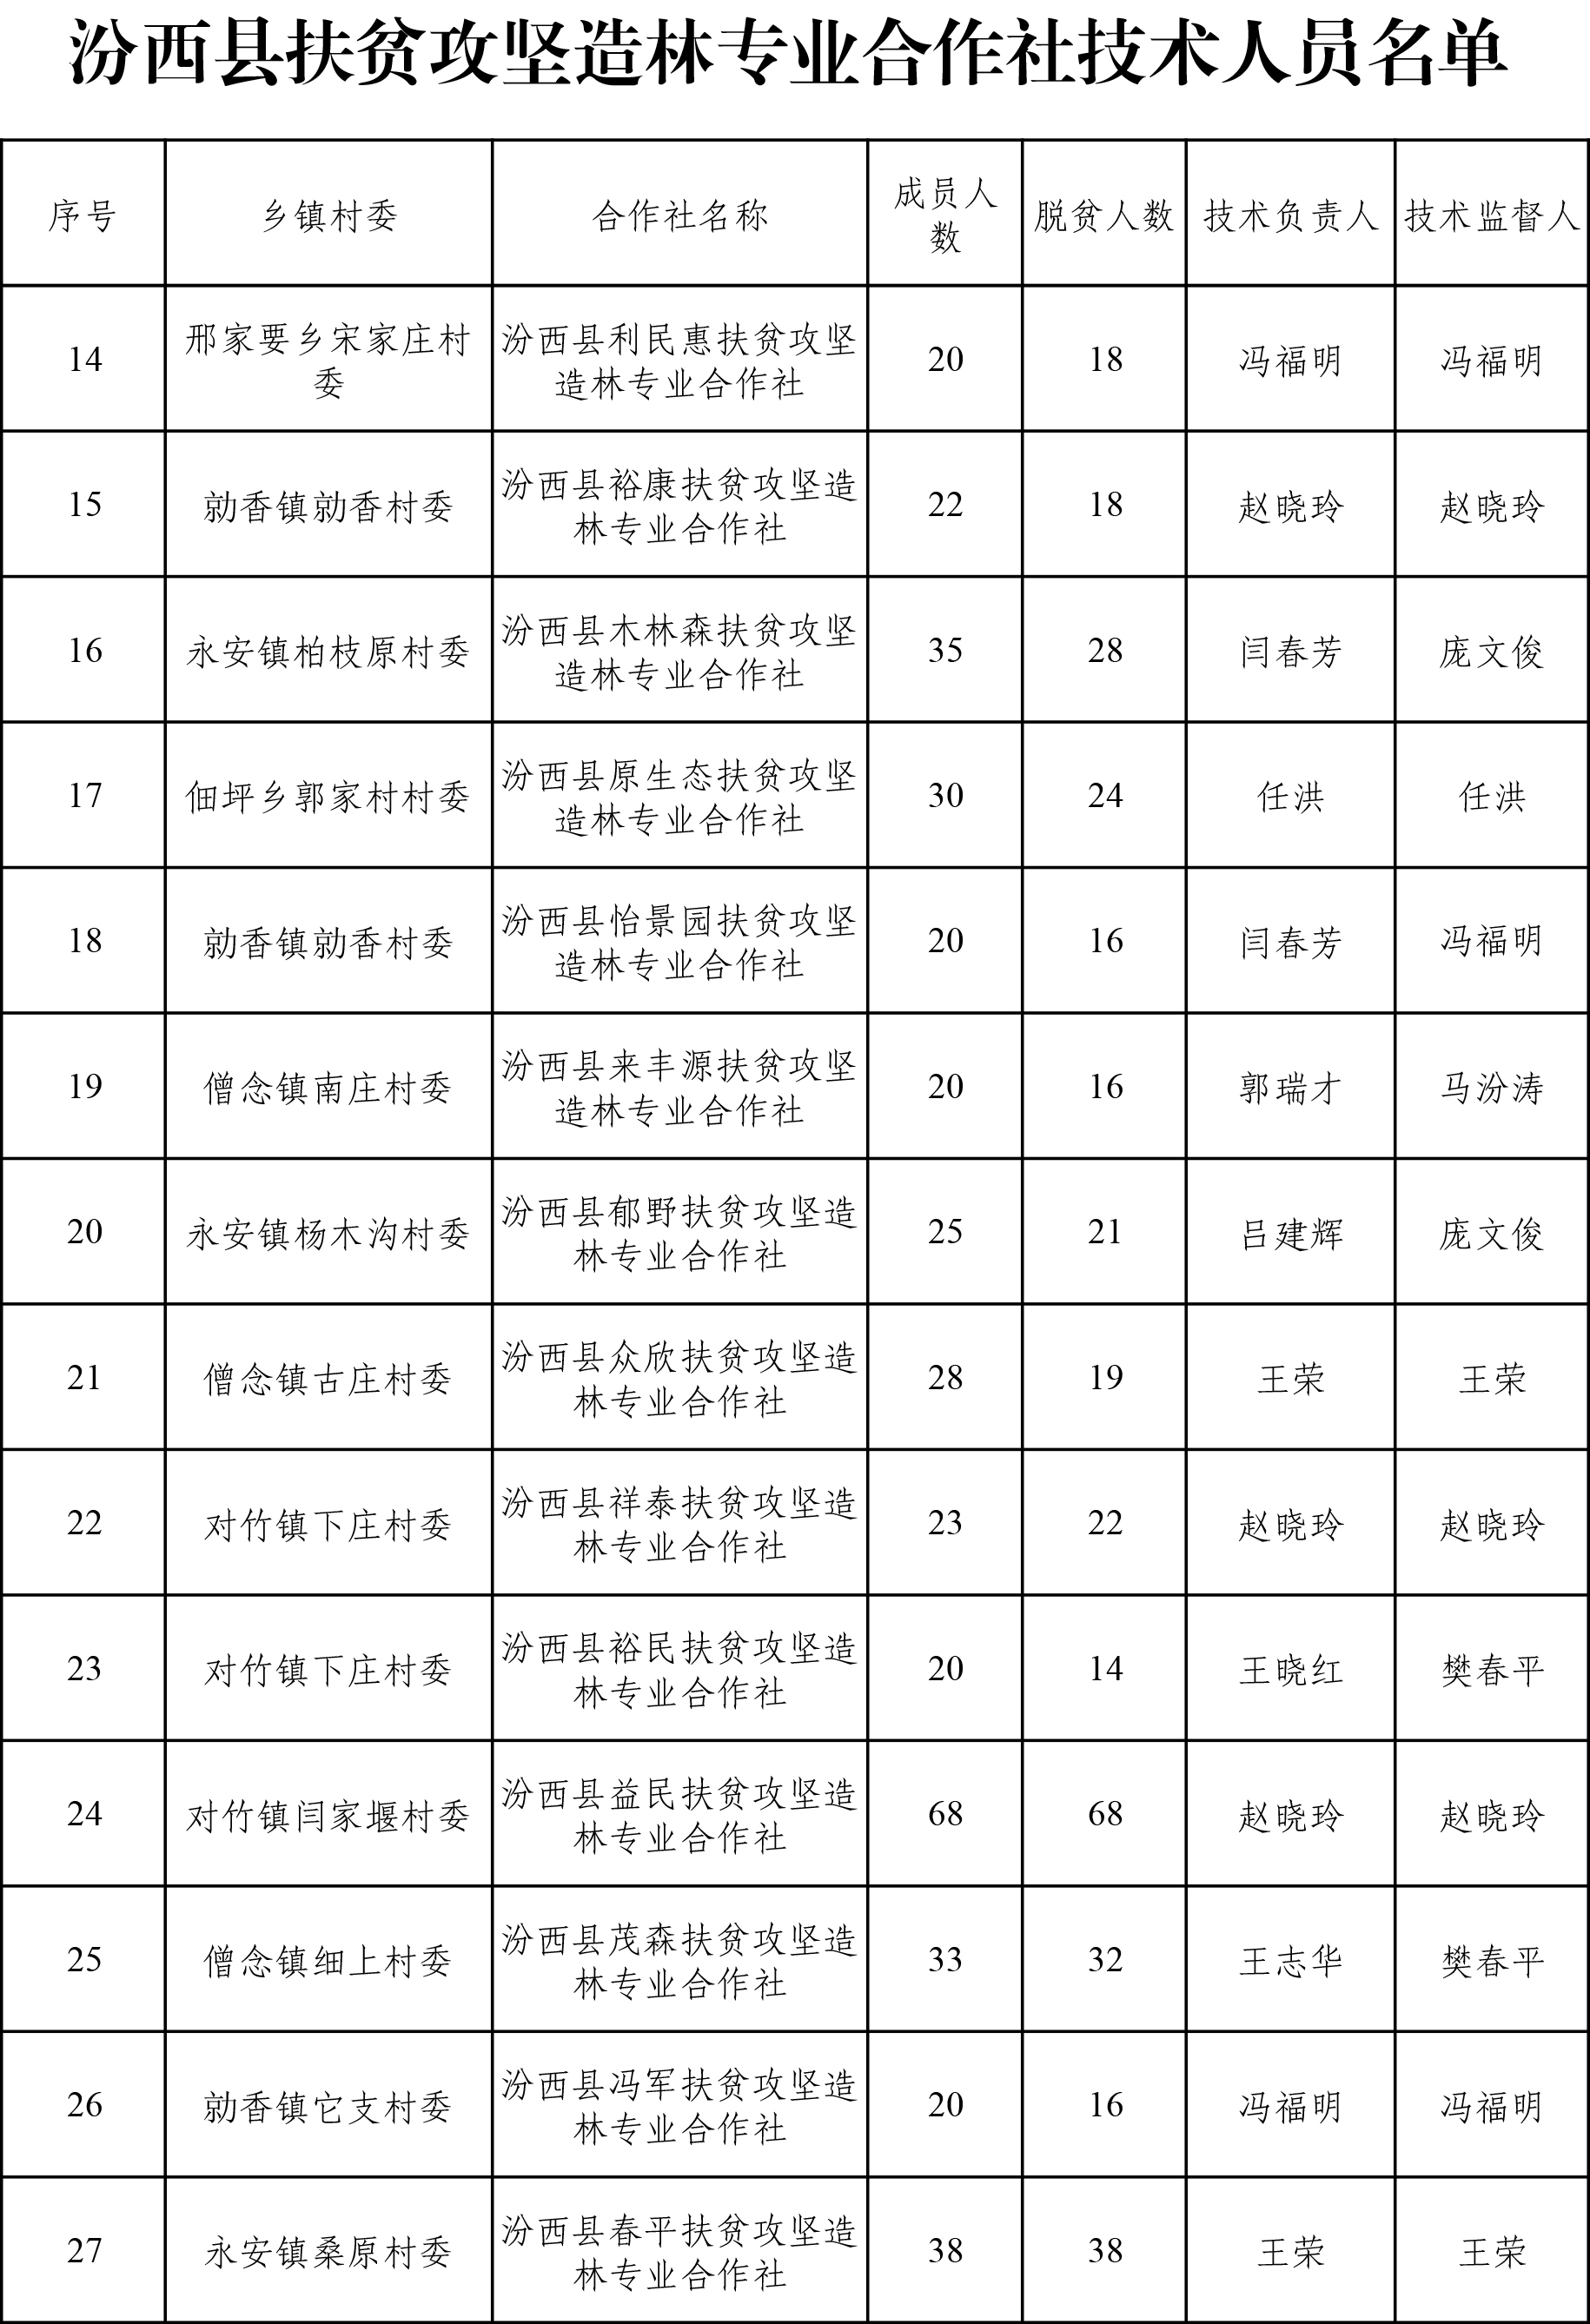 汾西县扶贫攻坚造林专业合作社技术人员名单
序号
乡镇村委
合作社名称
成员人
数
脱贫人数
技术负责人
技术监督人
14
邢家要乡宋家庄村
委
汾西县利民惠扶贫攻坚
造林专业合作社
20
18
冯福明
冯福明
15
勍香镇勍香村委
汾西县裕康扶贫攻坚造
林专业合作社
22
18
赵晓玲
赵晓玲
16
永安镇柏枝原村委
汾西县木林森扶贫攻坚
造林专业合作社
35
28
闫春芳
庞文俊
17
佃坪乡郭家村村委
汾西县原生态扶贫攻坚
造林专业合作社
30
24
任洪
任洪
18
勍香镇勍香村委
汾西县怡景园扶贫攻坚
造林专业合作社
20
16
闫春芳
冯福明
19
僧念镇南庄村委
汾西县来丰源扶贫攻坚
造林专业合作社
20
16
郭瑞才
马汾涛
20
永安镇杨木沟村委
汾西县郁野扶贫攻坚造
林专业合作社
25
21
吕建辉
庞文俊
21
僧念镇古庄村委
汾西县众欣扶贫攻坚造
林专业合作社
28
19
王荣
王荣
22
对竹镇下庄村委
汾西县祥泰扶贫攻坚造
林专业合作社
23
22
赵晓玲
赵晓玲
23
对竹镇下庄村委
汾西县裕民扶贫攻坚造
林专业合作社
20
14
王晓红
樊春平
24
对竹镇闫家堰村委
汾西县益民扶贫攻坚造
林专业合作社
68
68
赵晓玲
赵晓玲
25
僧念镇细上村委
汾西县茂森扶贫攻坚造
林专业合作社
33
32
王志华
樊春平
26
勍香镇它支村委
汾西县冯军扶贫攻坚造
林专业合作社
20
16
冯福明
冯福明
27
永安镇桑原村委
汾西县春平扶贫攻坚造
林专业合作社
38
38
王荣
王荣